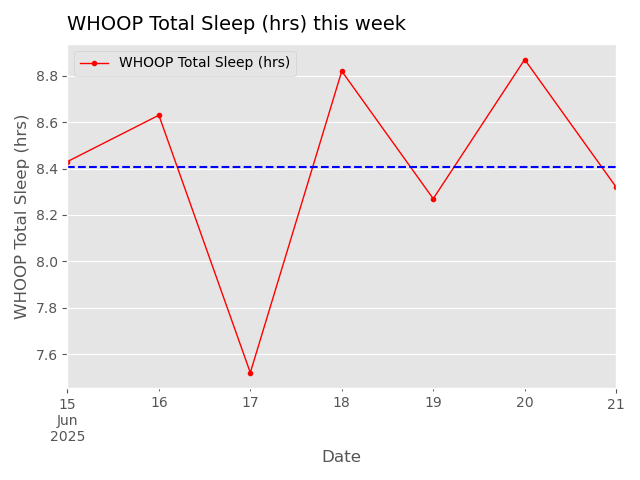 WHOOP Total Sleep (hrs) this week
WHOOP Total Sleep (hrs)
WHOOP Total Sleep (hrs)
8.8
8.6
8.4
8.2
8.0
7.8
7.6
15 16 17 18 19 20 21
Jun
2025
Date